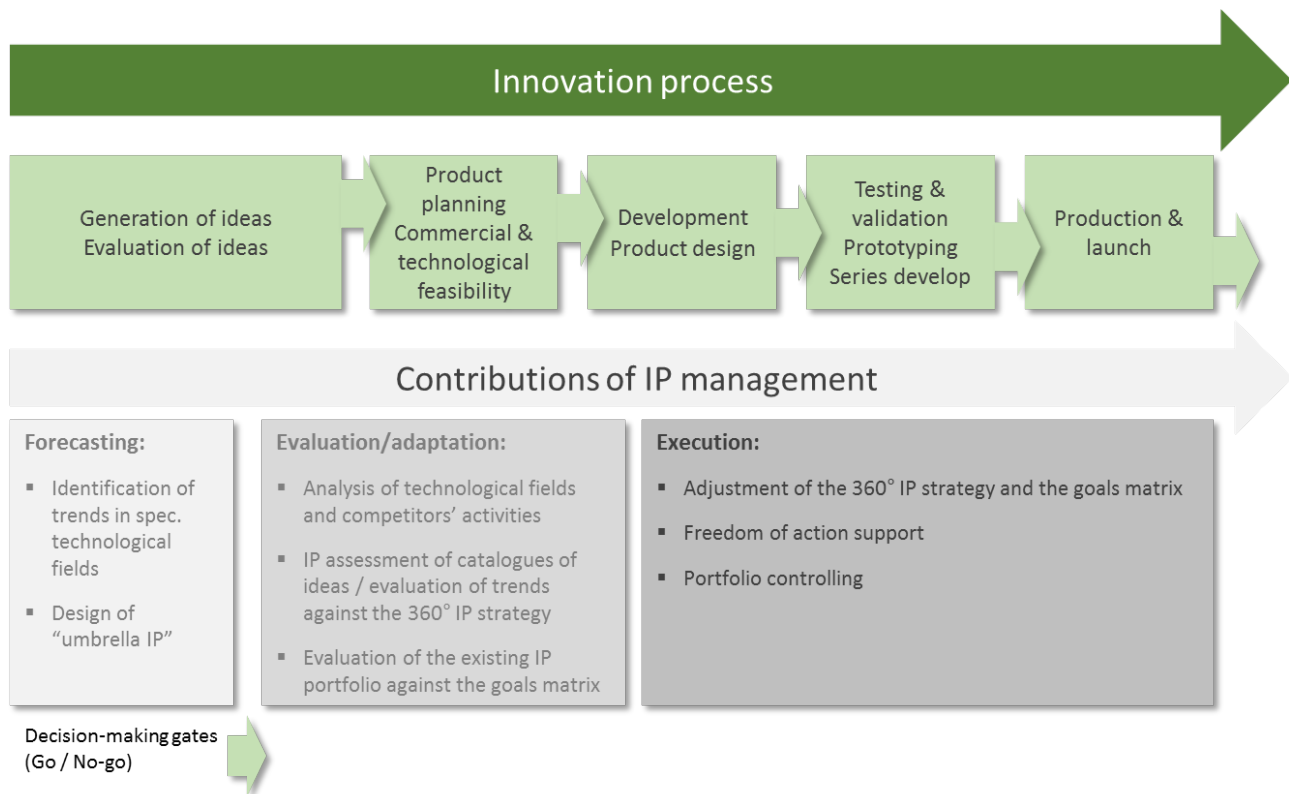 Innovation process
Generation of ideas
Evaluation of ideas
Product
planning
Commercial &
technological
feasibility
Development
Product design
Testing &
validation
Prototyping
Series develop
Production &
launch
Contributions of IP management
Forecasting:
▪ Identification of
trends in spec.
technological
fields
▪ Design of
“umbrella IP”
Evaluation/adaptation:
▪ Analysis of technological fields
and competitors’ activities
▪ IP assessment of catalogues of
ideas / evaluation of trends
against the 360° IP strategy
▪ Evaluation of the existing IP
portfolio against the goals matrix
Execution:
▪ Adjustment of the 360° IP strategy and the goals matrix
▪ Freedom of action support
▪ Portfolio controlling
Decision-making gates
(Go / No-go)